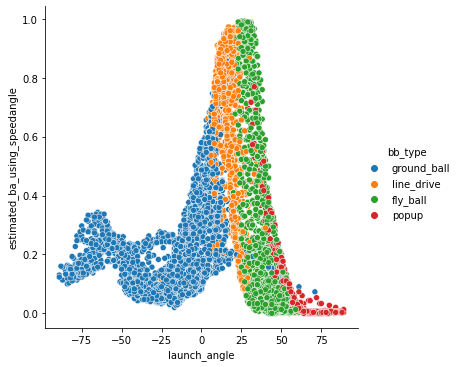 estimated_ba_using_speedangle
1.0
0.8
0.6
0.4
0.2
0.0
−75
−50
−25
0
25
50
75
launch_angle
bb_type
ground_ball
line_drive
fly_ball
popup